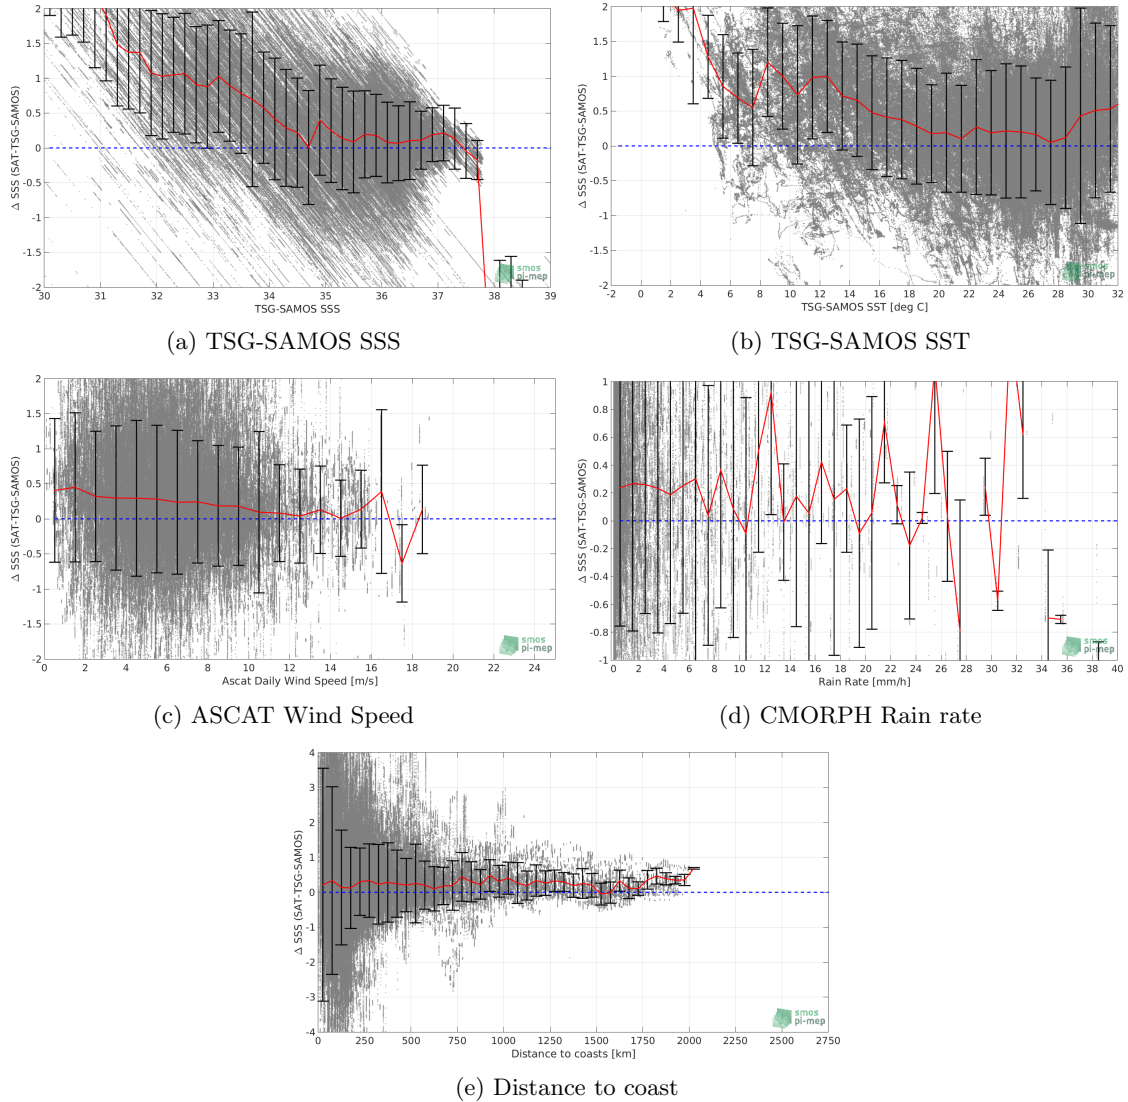 2
1.5
1
0.5
0
-0.5
-1
-1.5
-2
Δ SSS (SAT-TSG-SAMOS)
30 31 32 33 34 35 36 37 38 39
TSG-SAMOS SSS
smos
pi-mep
(a) TSG-SAMOS SSS
2
1.5
1
0.5
0
-0.5
-1
-1.5
-2
Δ SSS (SAT-TSG-SAMOS)
-2 0 2 4 6 8 10 12 14 16 18 20 22 24 26 28 30 32
TSG-SAMOS SST [deg C]
smos
pi-mep
(b) TSG-SAMOS SST
2
1.5
1
0.5
0
-0.5
-1
-1.5
-2
Δ SSS (SAT-TSG-SAMOS)
0 2 4 6 8 10 12 14 16 18 20 22 24
Ascat Daily Wind Speed [m/s]
smos
pi-mep
(c) ASCAT Wind Speed
1
0.8
0.6
0.4
0.2
0
-0.2
-0.4
-0.6
-0.8
-1
Δ SSS (SAT-TSG-SAMOS)
0 2 4 6 8 10 12 14 16 18 20 22 24 26 28 30 32 34 36 38 40
Rain Rate [mm/h]
smos
pi-mep
(d) CMORPH Rain rate
4
3
2
1
0
-1
-2
-3
-4
Δ SSS (SAT-TSG-SAMOS)
0 250 500 750 1000 1250 1500 1750 2000 2250 2500 2750
Distance to coasts [km]
smos
pi-mep
(e) Distance to coast